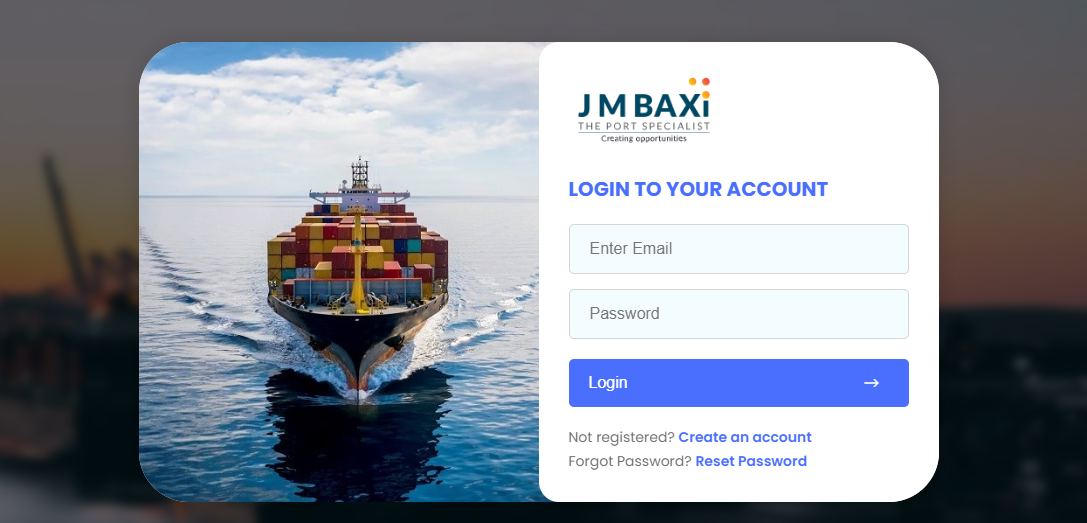 JMBAXi
THE PORT SPECIALIST
Creating opportunities
LOGIN TO YOUR ACCOUNT
Enter Email
Password
Login →
Not registered? Create an account
Forgot Password? Reset Password